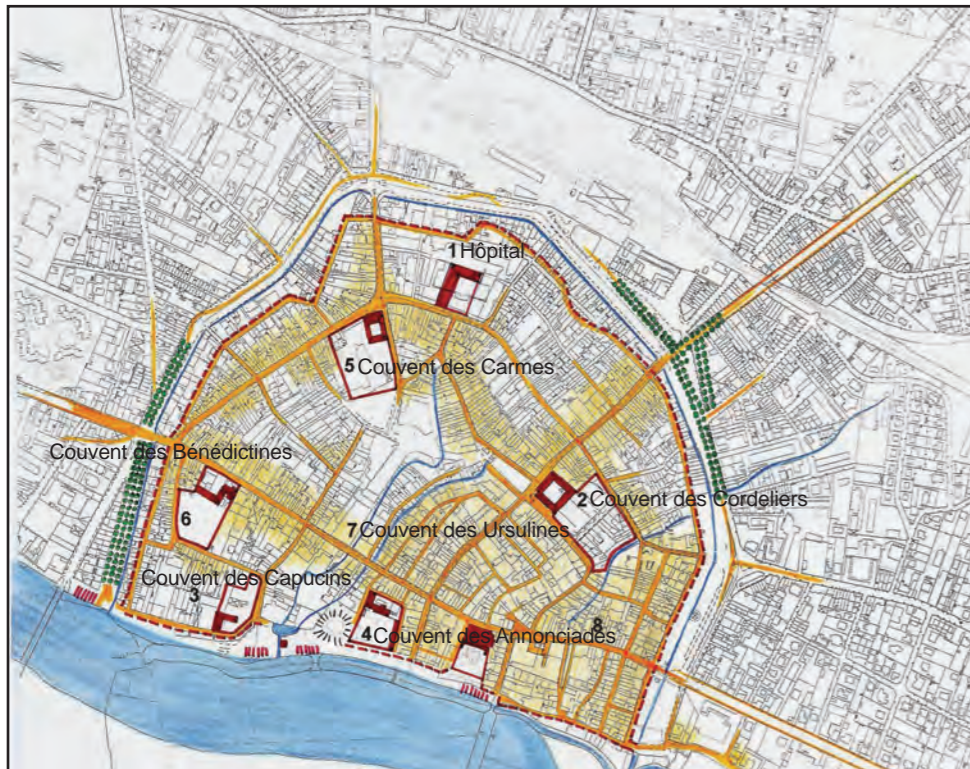 1 Hôpital
5 Couvent des Carmes
Couvent des Bénédictines
2 Couvent des Cordeliers
6
7 Couvent des Ursulines
Couvent des Capucins
3
4 Couvent des Annonciades
8